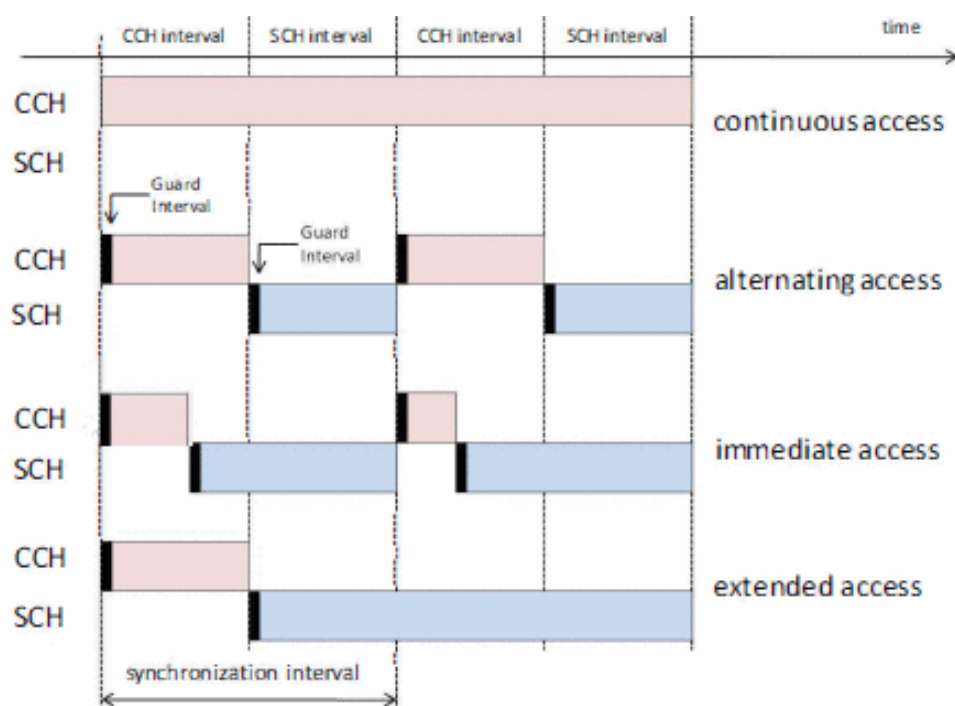 CCH interval SCH interval CCH interval SCH interval time
CCH
continuous access
SCH
Guard
Interval
Guard
Interval
CCH
alternating access
SCH
CCH
immediate access
SCH
CCH
extended access
SCH
synchronization interval